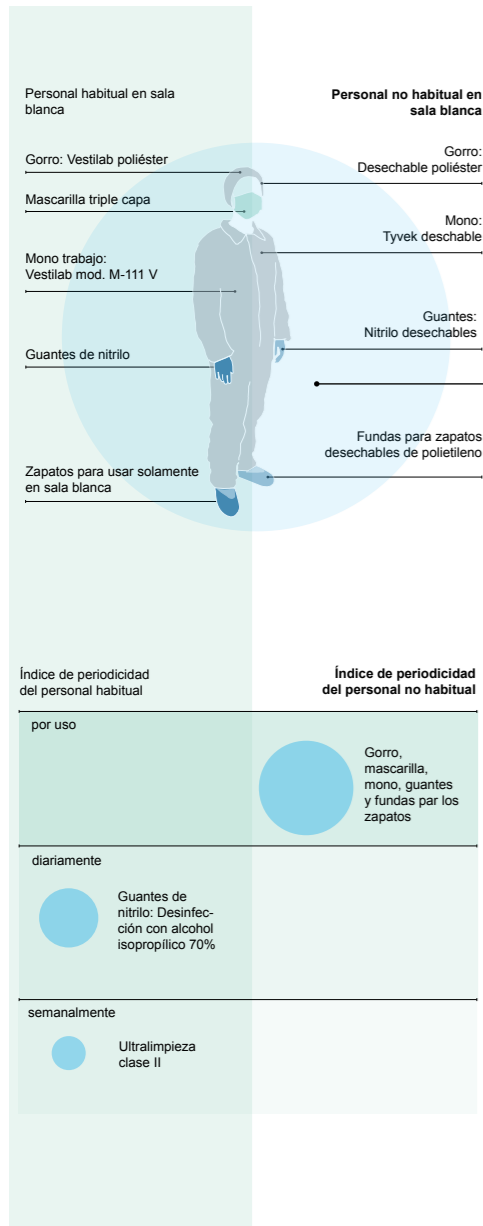 Personal habitual en sala
blanca
Personal no habitual en
sala blanca
Gorro: Vestilab poliéster
Gorro:
Desechable poliéster
Mascarilla triple capa
Mono:
Tyvek deschable
Mono trabajo:
Vestilab mod. M-111 V
Guantes:
Nitrilo desechables
Guantes de nitrilo
Fundas para zapatos
desechables de polietileno
Zapatos para usar solamente
en sala blanca
Índice de periodicidad
del personal habitual
Índice de periodicidad
del personal no habitual
por uso
Gorro,
mascarilla,
mono, guantes
y fundas par los
zapatos
diariamente
Guantes de
nitrilo: Desinfec-
ción con alcohol
isopropílico 70%
semanalmente
Ultralimpieza
clase II